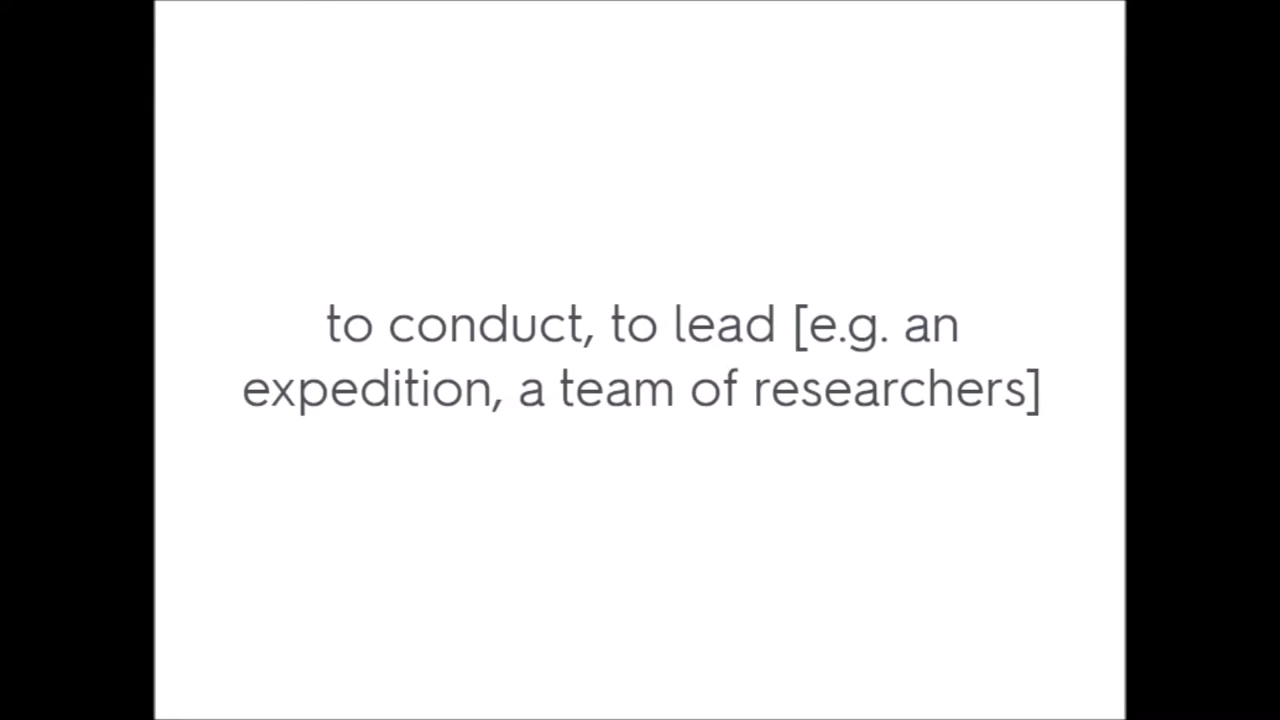 to conduct, to lead [e.g. an
expedition, a team of researchers]